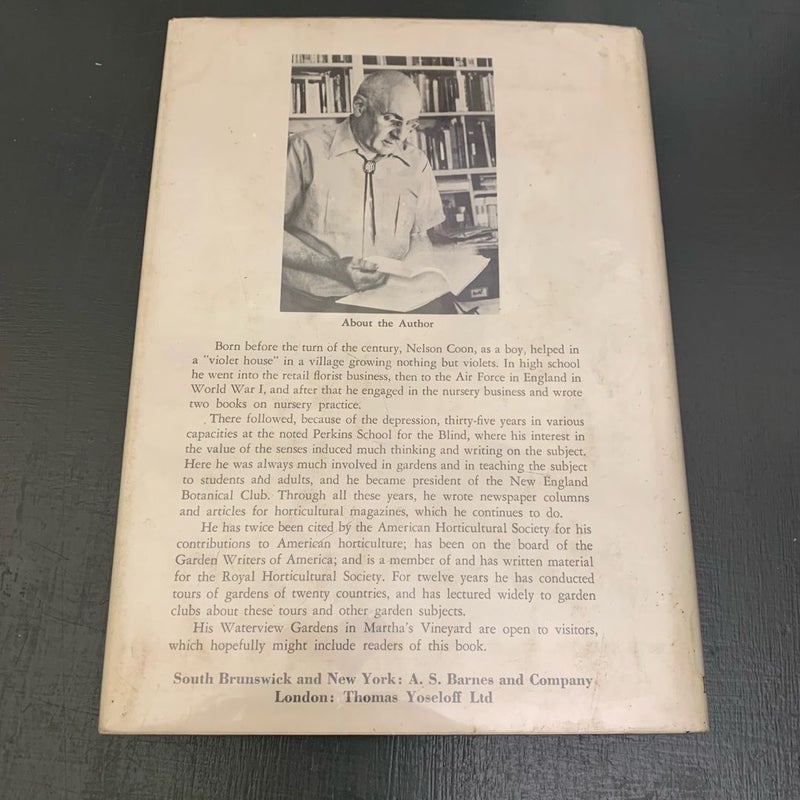 About the Author
Born before the turn of the century, Nelson Coon, as a boy, helped in
a "violet house" in a village growing nothing but violets. In high school
he went into the retail florist business, then to the Air Force in England in
World War I, and after that he engaged in the nursery business and wrote
two books on nursery practice.
There followed, because of the depression, thirty-five years in various
capacities at the noted Perkins School for the Blind, where his interest in
the value of the senses induced much thinking and writing on the subject.
Here he was always much involved in gardens and in teaching the subject
to students and adults, and he became president of the New England
Botanical Club. Through all these years, he wrote newspaper columns
and articles for horticultural magazines, which he continues to do.
He has twice been cited by the American Horticultural Society for his
contributions to American horticulture; has been on the board of the
Garden Writers of America; and is a member of and has written material
for the Royal Horticultural Society. For twelve years he has conducted
tours of gardens of twenty countries, and has lectured widely to garden
clubs about these tours and other garden subjects.
His Waterview Gardens in Martha's Vineyard are open to visitors,
which hopefully might include readers of this book.
South Brunswick and New York: A. S. Barnes and Company
London: Thomas Yoseloff Ltd